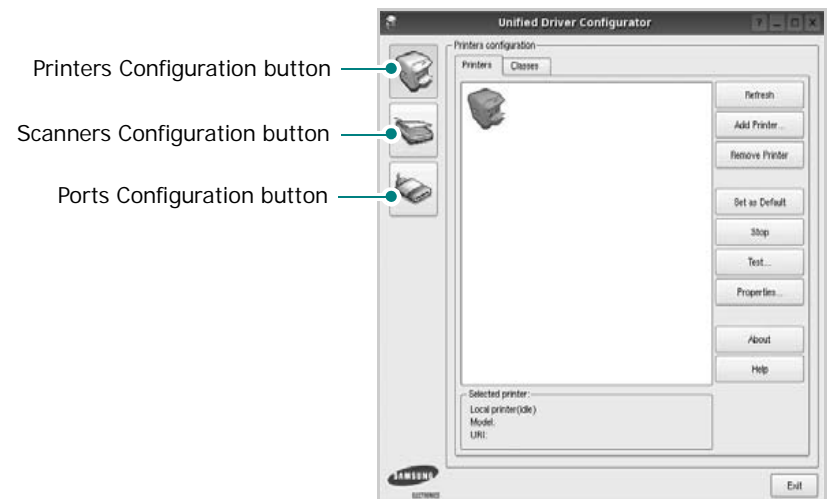 Unified Driver Configurator
Printers configuration
Printers Configuration button
Printers
Classes
Refresh
Scanners Configuration button
Add Printer...
Remove Printer
Ports Configuration button
Set as Default
Stop
Test...
Properties...
About
Help
Selected printer:
Local printer(idle)
Model:
URI:
SAMSUNG
ELECTRONICS
Exit